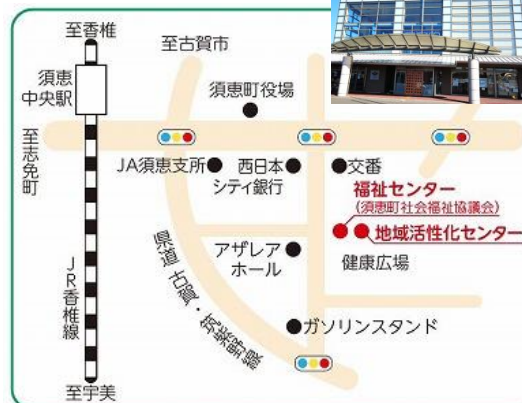 至香椎
至古賀市
須恵
中央駅
須恵町役場
至志免町
JA須恵支所
西日本
シティ銀行
交番
福祉センター
(須恵町社会福祉協議会)
地域活性化センター
アザレア
ホール
健康広場
JR香椎線
県道古賀・筑紫野線
ガソリンスタンド
至宇美